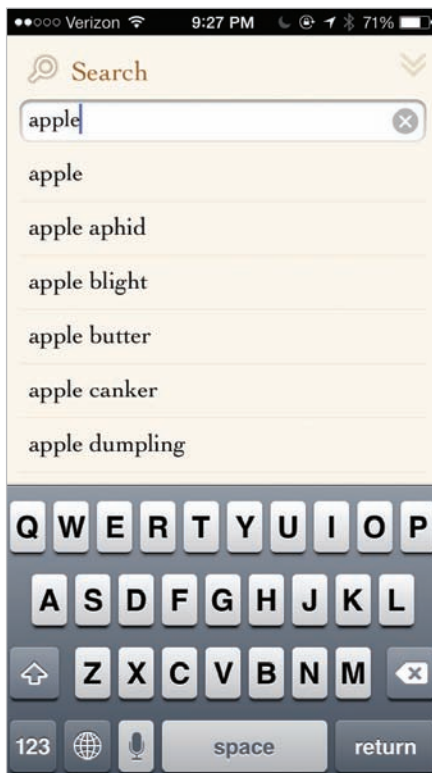 Verizon 9:27 PM 71%
Search
apple
apple
apple aphid
apple blight
apple butter
apple canker
apple dumpling
Q W E R T Y U I O P
A S D F G H J K L
Z X C V B N M
123 space return